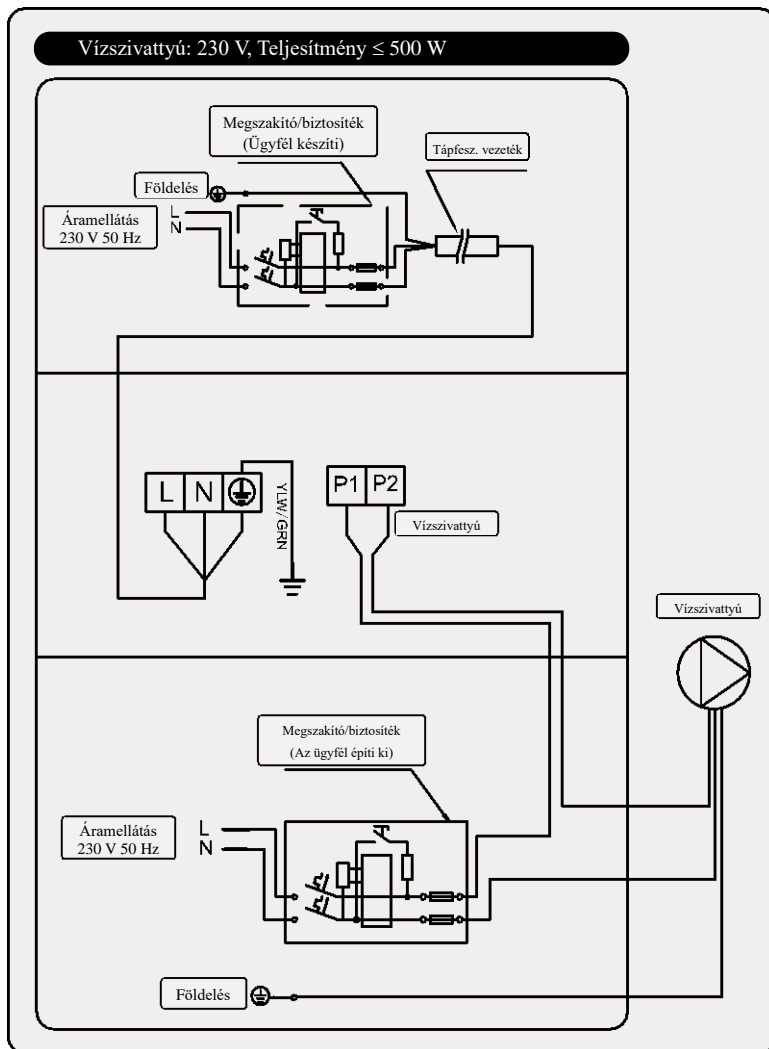 Vízszivattyú: 230 V, Teljesítmény ≤ 500 W
Megszakító/biztosíték
(Ügyfél készíti)
Tápfesz. vezeték
Földelés
Áramellátás
230 V 50 Hz
L
N
L N
YLW/GRN
P1 P2
Vízszivattyú
Vízszivattyú
Megszakító/biztosíték
(Az ügyfél építi ki)
Áramellátás
230 V 50 Hz
L
N
Földelés